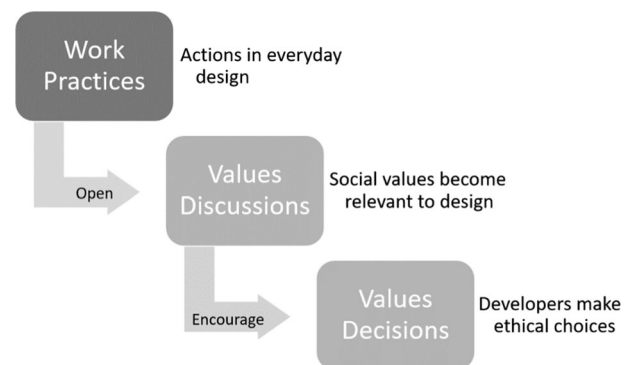 Work
Practices
Actions in everyday
design
Open
Values
Discussions
Social values become
relevant to design
Encourage
Values
Decisions
Developers make
ethical choices